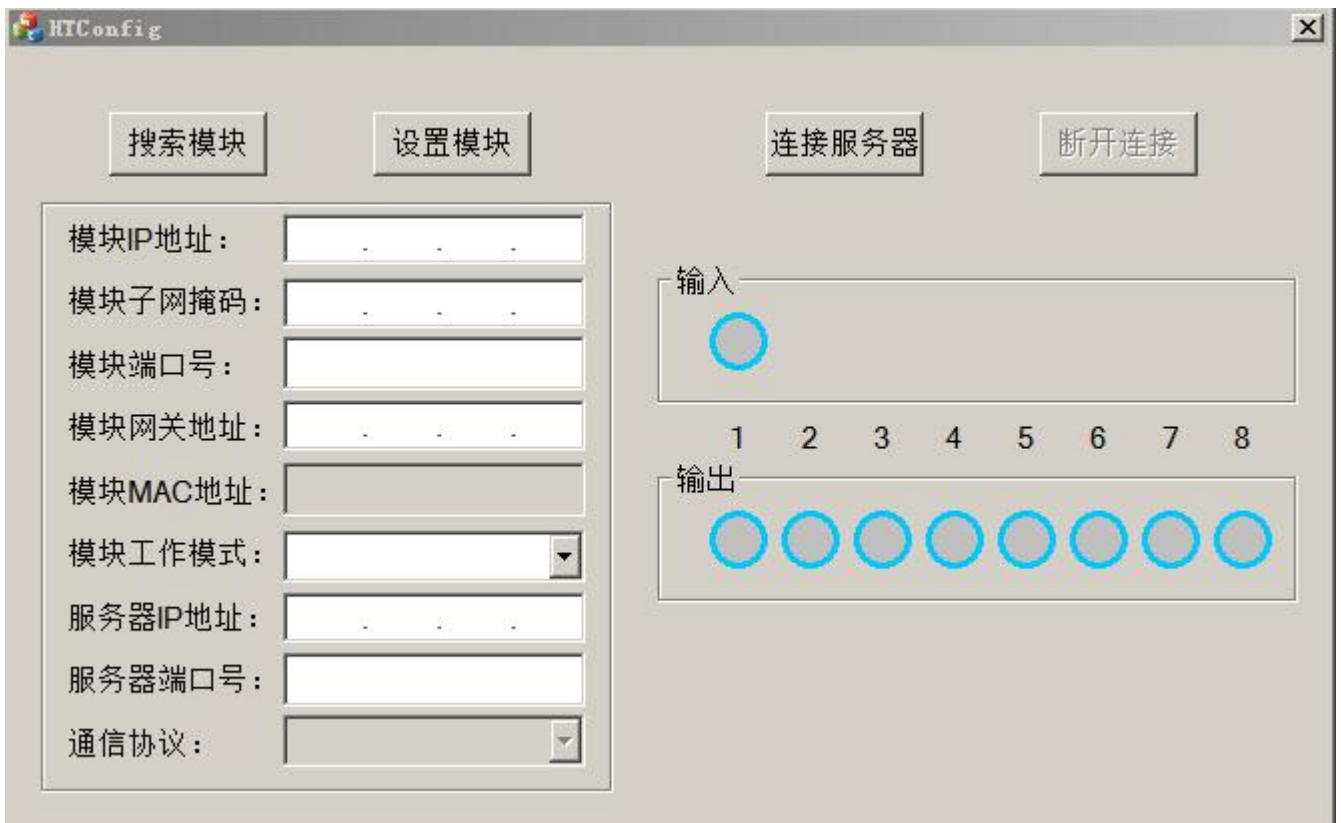 HTConfig
搜索模块 设置模块 连接服务器 断开连接
模块IP地址：
模块子网掩码：
模块端口号：
模块网关地址：
模块MAC地址：
模块工作模式：
服务器IP地址：
服务器端口号：
通信协议：
输入
1 2 3 4 5 6 7 8
输出